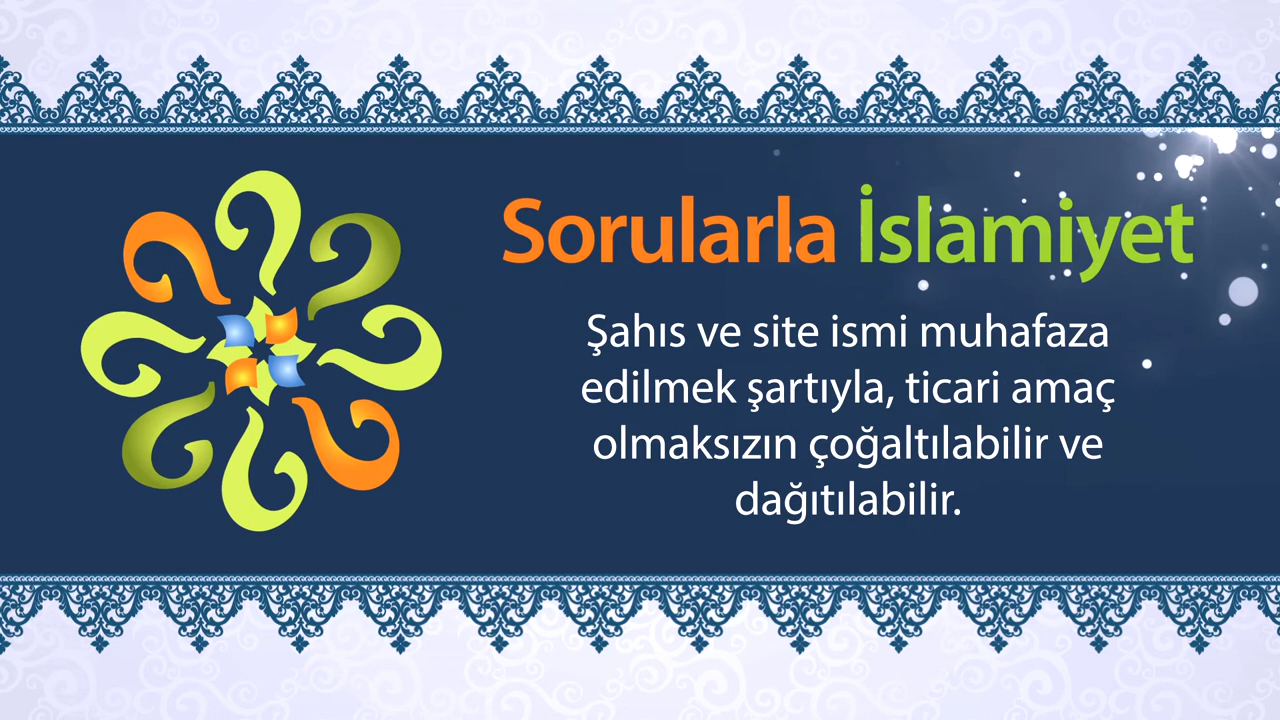 Sorularla İslamiyet
Şahıs ve site ismi muhafaza
edilmek şartıyla, ticari amaç
olmaksızın çoğaltılabilir ve
dağıtılabilir.